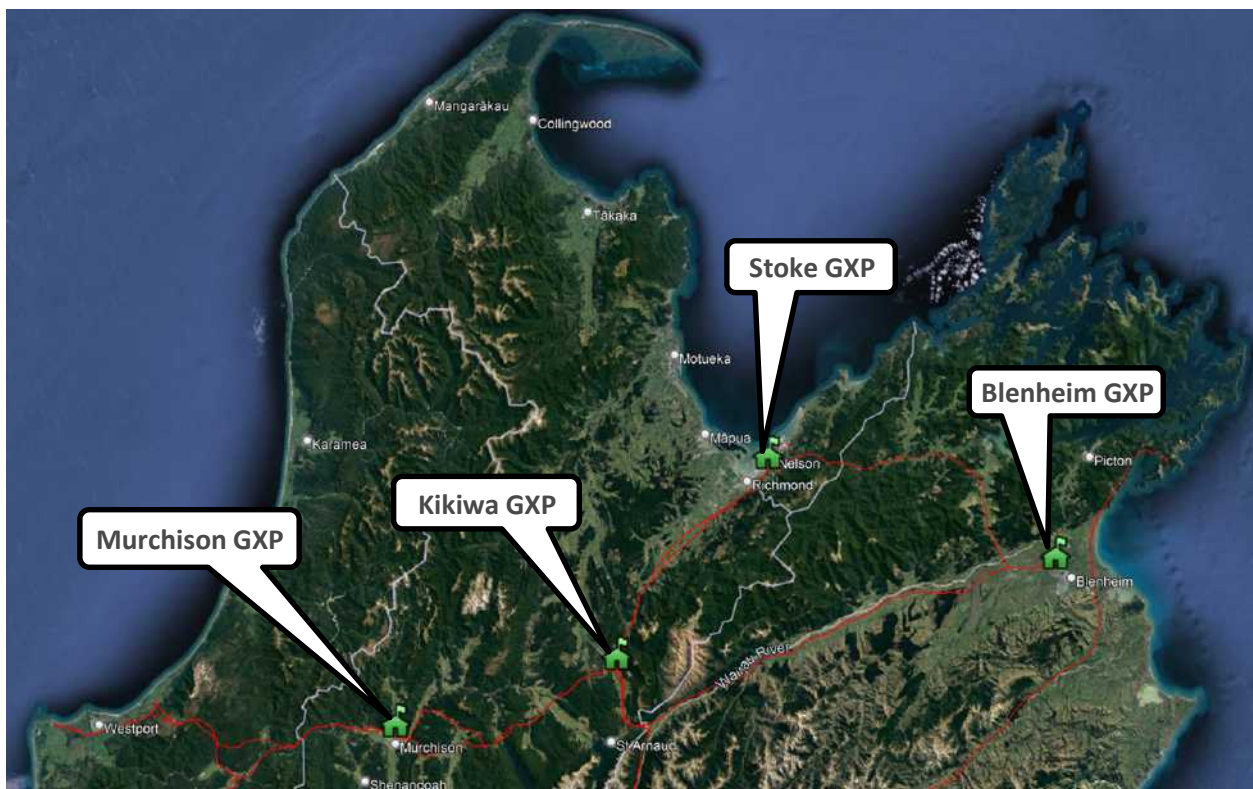 Mangarākau
Collingwood
Tākaka
Stoke GXP
Motueka
Blenheim GXP
Karamea
Māpua
Nelson
Picton
Richmond
Kikiwa GXP
Murchison GXP
Blenheim
Wairau River
Westport
Murchison
St Arnaud
Shenandoah